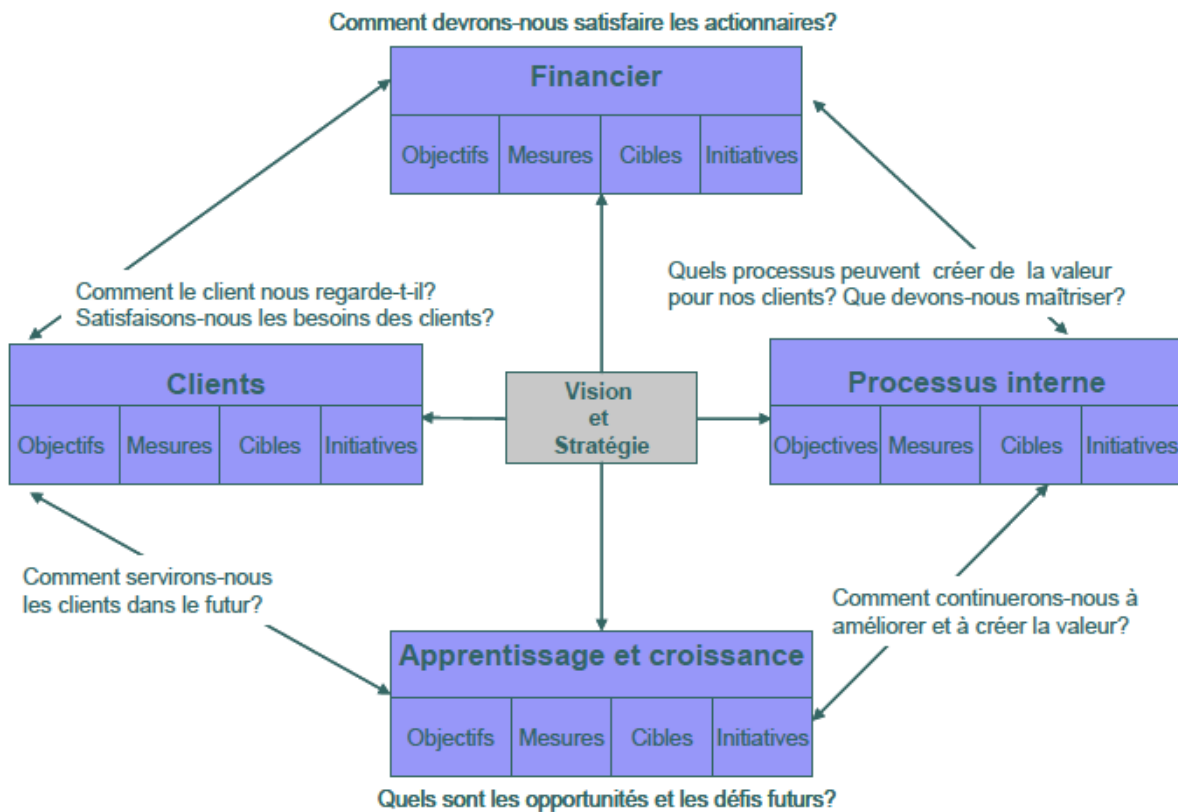 Comment devrons-nous satisfaire les actionnaires?
Financier
Objectifs Mesures Cibles Initiatives
Comment le client nous regarde-t-il?
Satisfaisons-nous les besoins des clients?
Quels processus peuvent créer de la valeur
pour nos clients? Que devons-nous maîtriser?
Clients
Objectifs Mesures Cibles Initiatives
Vision
et
Stratégie
Processus interne
Objectives Mesures Cibles Initiatives
Comment servirons-nous
les clients dans le futur?
Comment continuerons-nous à
améliorer et à créer la valeur?
Apprentissage et croissance
Objectifs Mesures Cibles Initiatives
Quels sont les opportunités et les défis futurs?